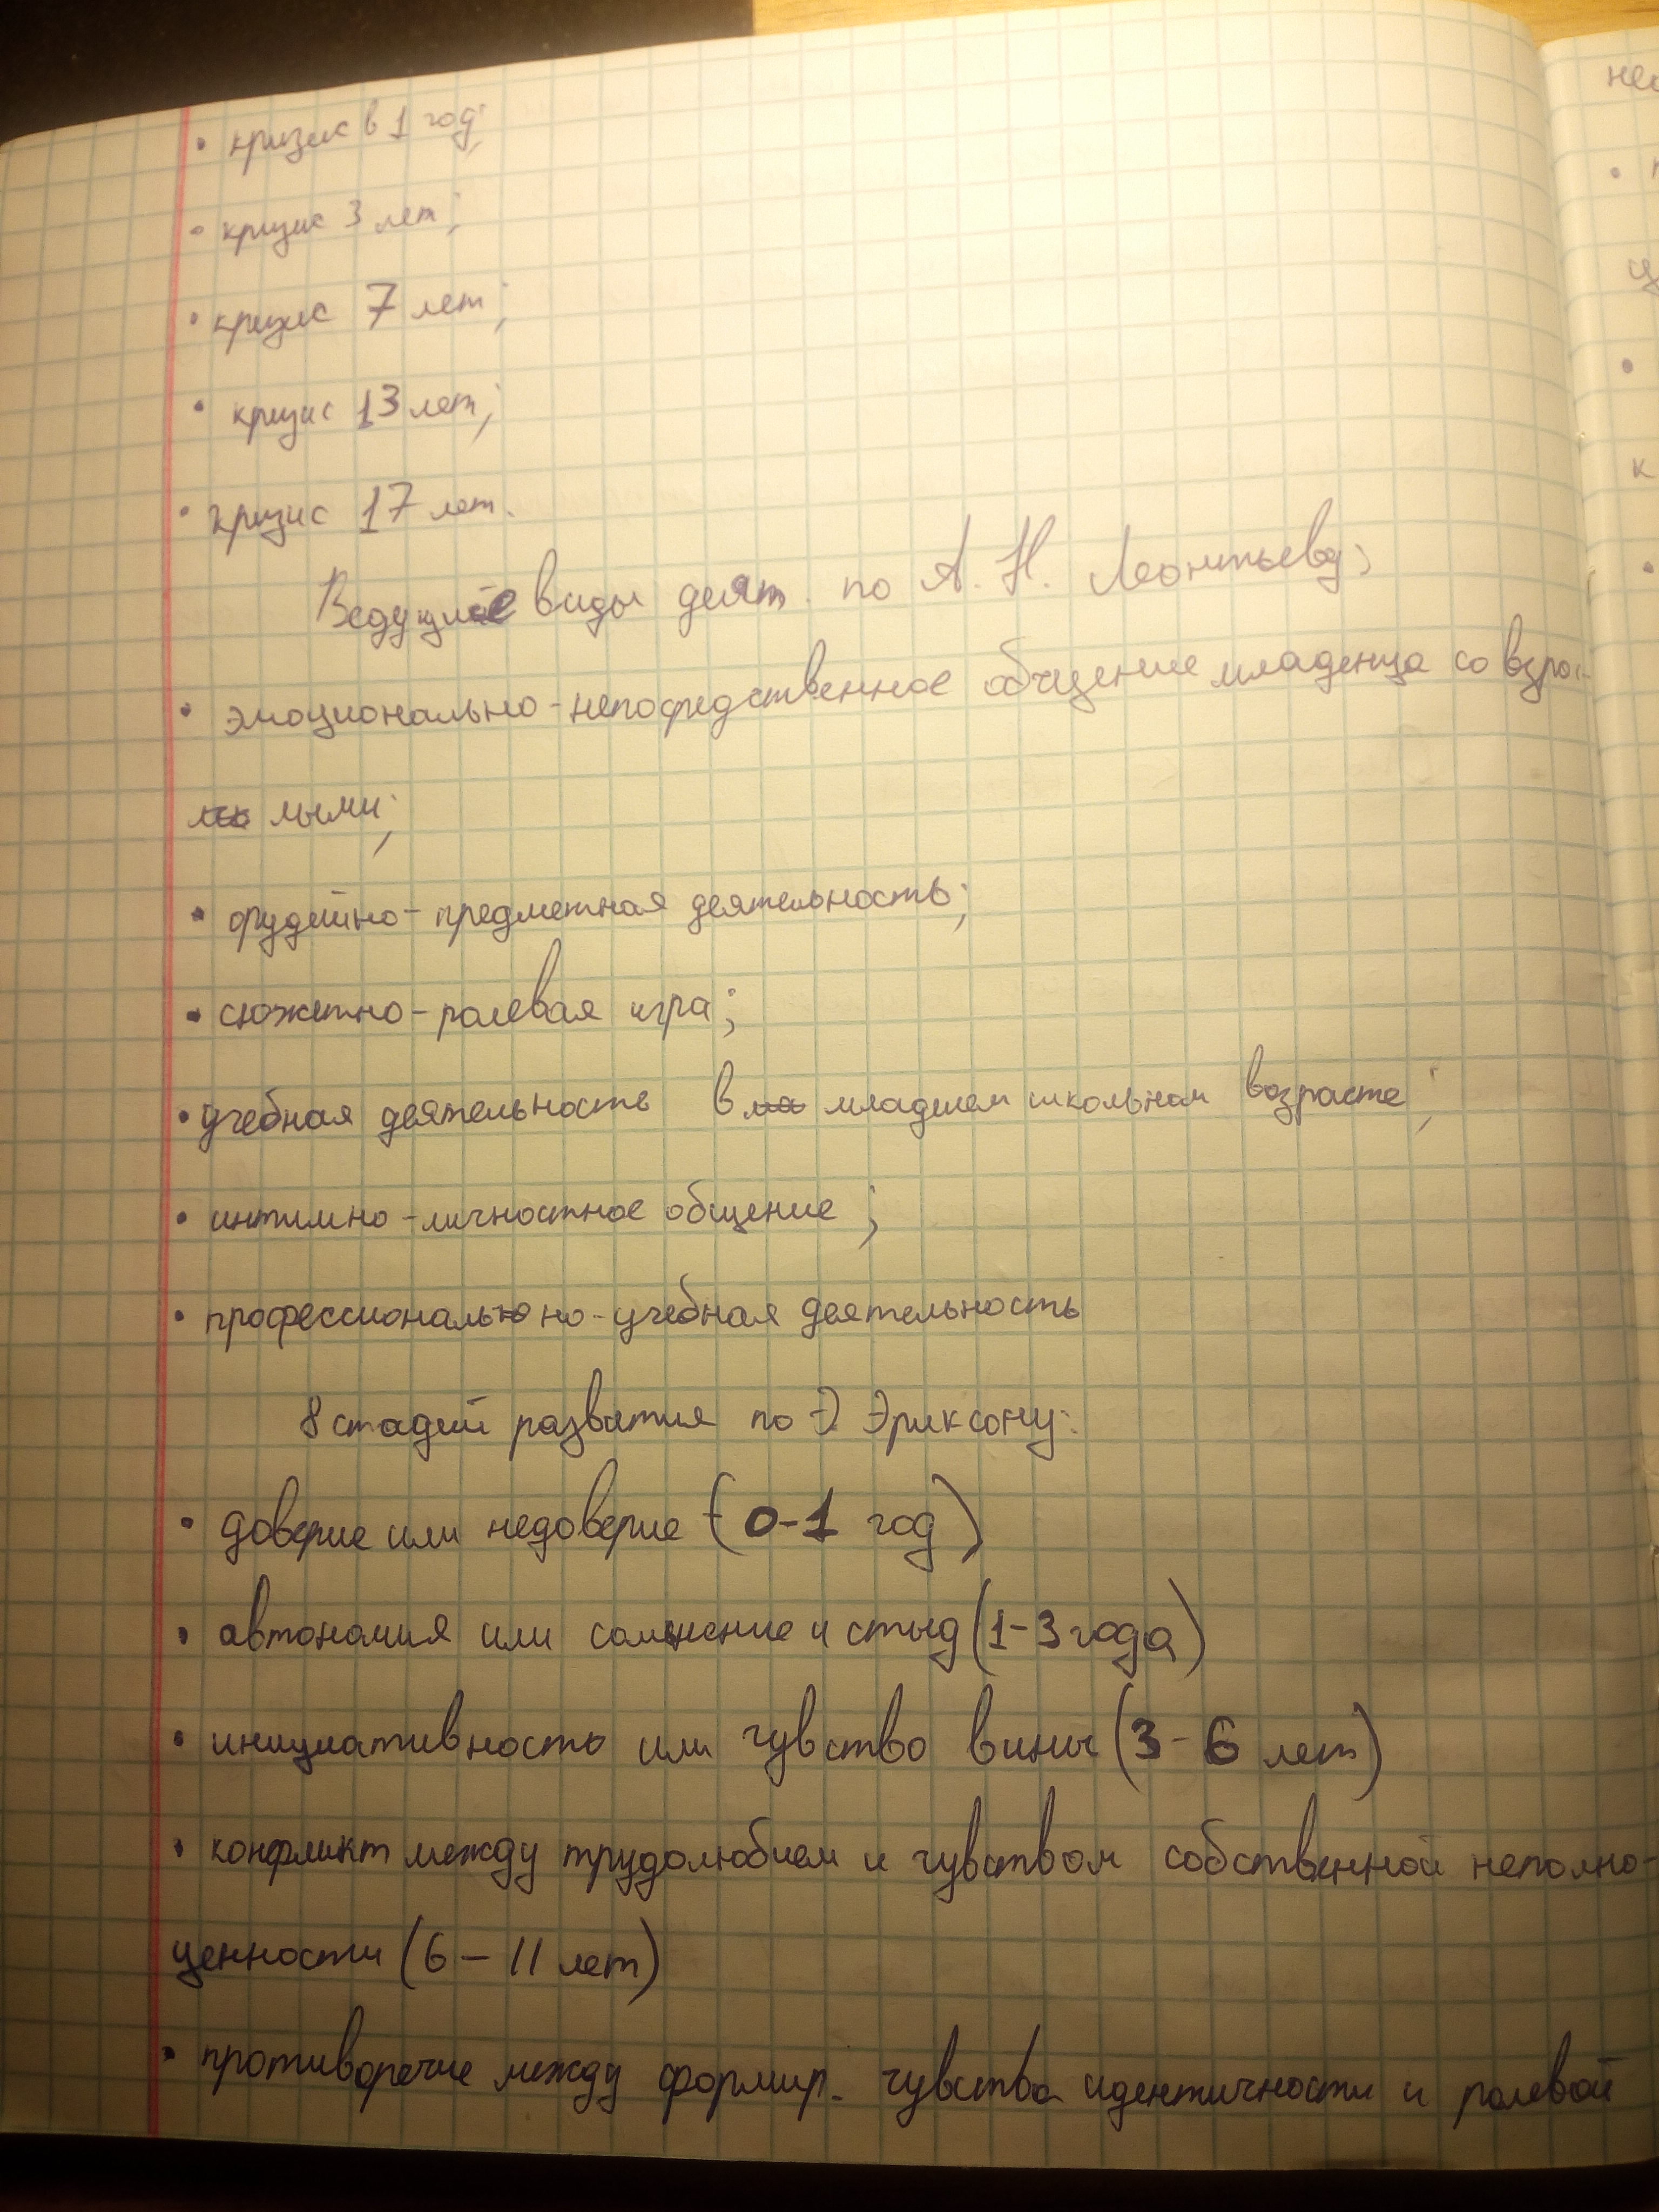 • кризис в 1 год;
• кризис 3 лет;
• кризис 7 лет;
• кризис 13 лет;
• кризис 17 лет.
Ведущие виды деят. по А. Н. Леонтьеву:
• эмоционально-непосредственное общение младенца со взрос-
лыми;
• орудийно-предметная деятельность;
• сюжетно-ролевая игра;
• учебная деятельность в младшем школьном возрасте;
• интимно-личностное общение;
• профессионально-учебная деятельность
8 стадий развития по Э Эриксону:
• доверие или недоверие (0-1 год)
• автономия или сомнение и стыд (1-3 года)
• инициативность или чувство вины (3-6 лет)
• конфликт между трудолюбием и чувством собственной неполно-
ценности (6-11 лет)
• противоречие между формир. чувства идентичности и ролевой